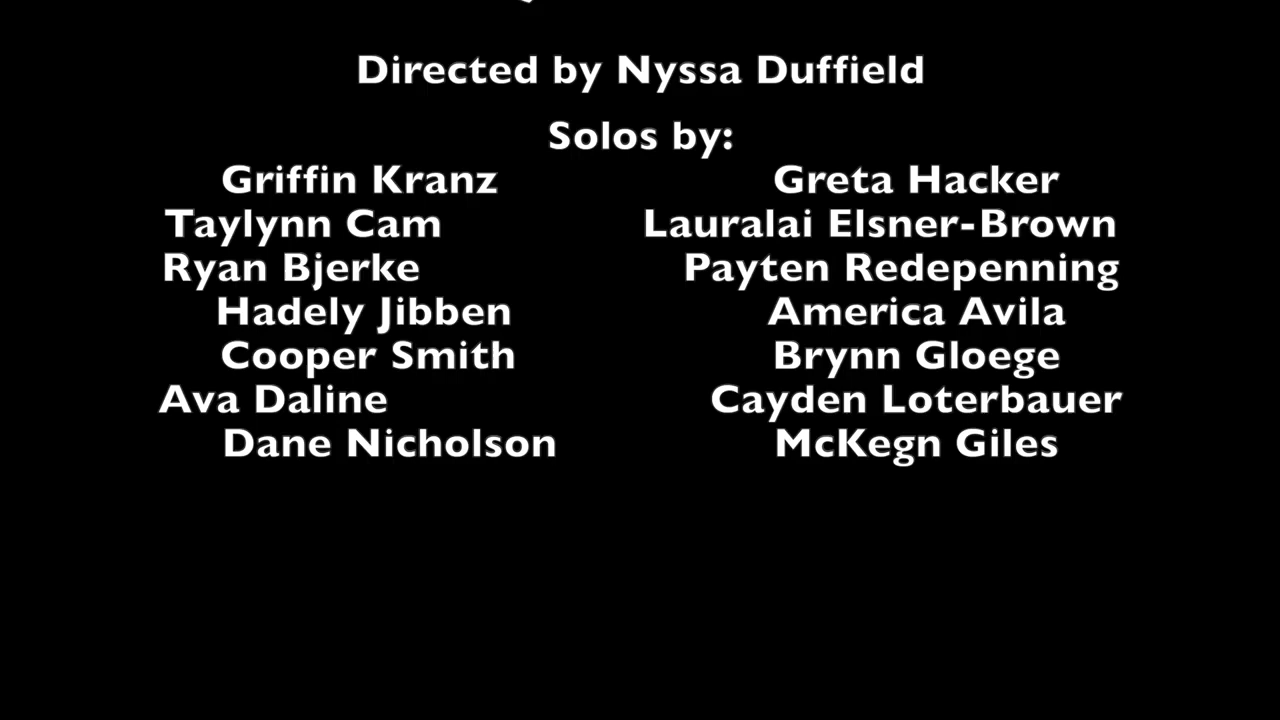 Directed by Nyssa Duffield
Solos by:
Griffin Kranz Greta Hacker
Taylynn Cam Lauralai Elsner-Brown
Ryan Bjerke Payten Redepenning
Hadely Jibben America Avila
Cooper Smith Brynn Gloege
Ava Daline Cayden Loterbauer
Dane Nicholson McKegn Giles